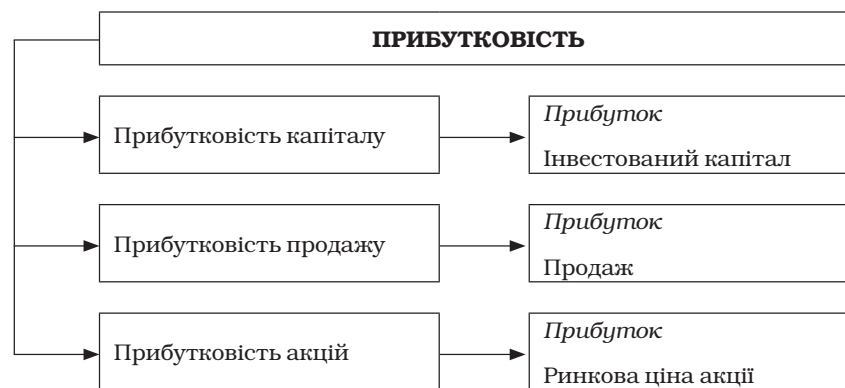 ПРИБУТКОВІСТЬ
Прибутковість капіталу
Прибуток
Інвестований капітал
Прибутковість продажу
Прибуток
Продаж
Прибутковість акцій
Прибуток
Ринкова ціна акції